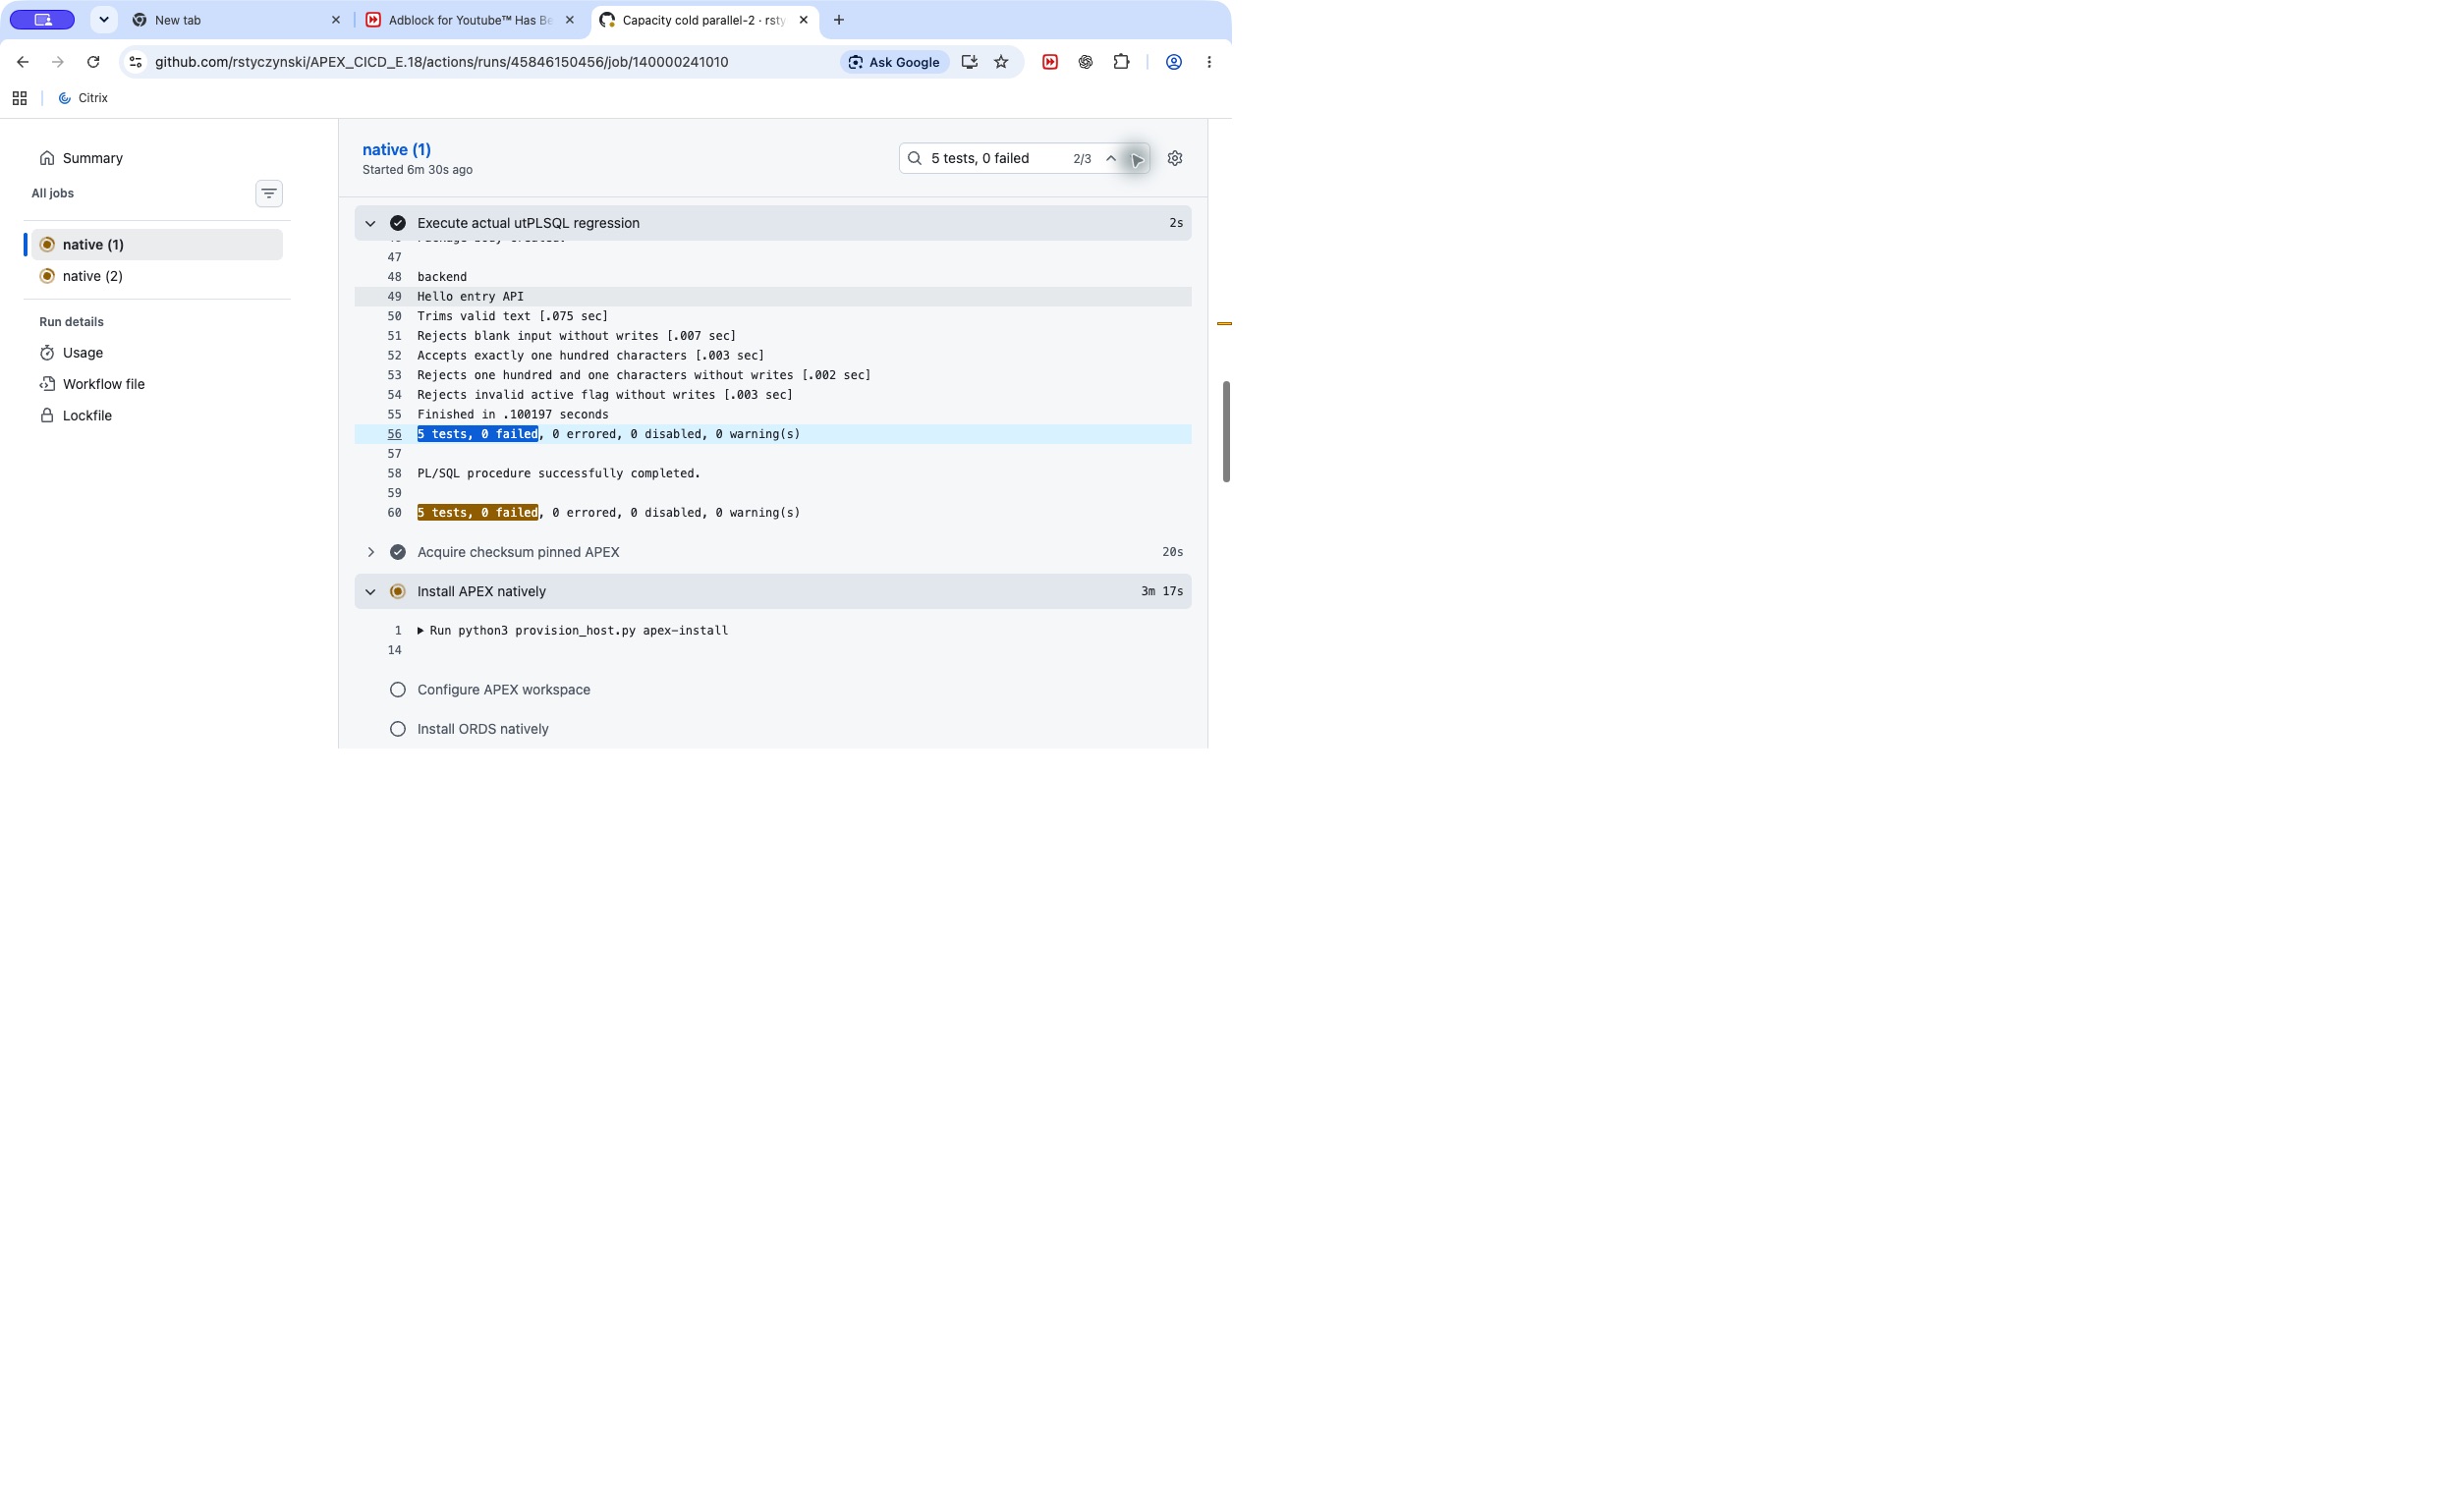 New tab
Adblock for Youtube™ Has Be
Capacity cold parallel-2 · rsty
github.com/rstyczynski/APEX_CICD_E.18/actions/runs/45846150456/job/140000241010
Ask Google
Citrix
Summary
All jobs
native (1)
native (2)
Run details
Usage
Workflow file
Lockfile
native (1)
Started 6m 30s ago
5 tests, 0 failed 2/3
Execute actual utPLSQL regression 2s
47
48 backend
49 Hello entry API
50 Trims valid text [.075 sec]
51 Rejects blank input without writes [.007 sec]
52 Accepts exactly one hundred characters [.003 sec]
53 Rejects one hundred and one characters without writes [.002 sec]
54 Rejects invalid active flag without writes [.003 sec]
55 Finished in .100197 seconds
56 5 tests, 0 failed, 0 errored, 0 disabled, 0 warning(s)
57
58 PL/SQL procedure successfully completed.
59
60 5 tests, 0 failed, 0 errored, 0 disabled, 0 warning(s)
Acquire checksum pinned APEX 20s
Install APEX natively 3m 17s
1 Run python3 provision_host.py apex-install
14
Configure APEX workspace
Install ORDS natively